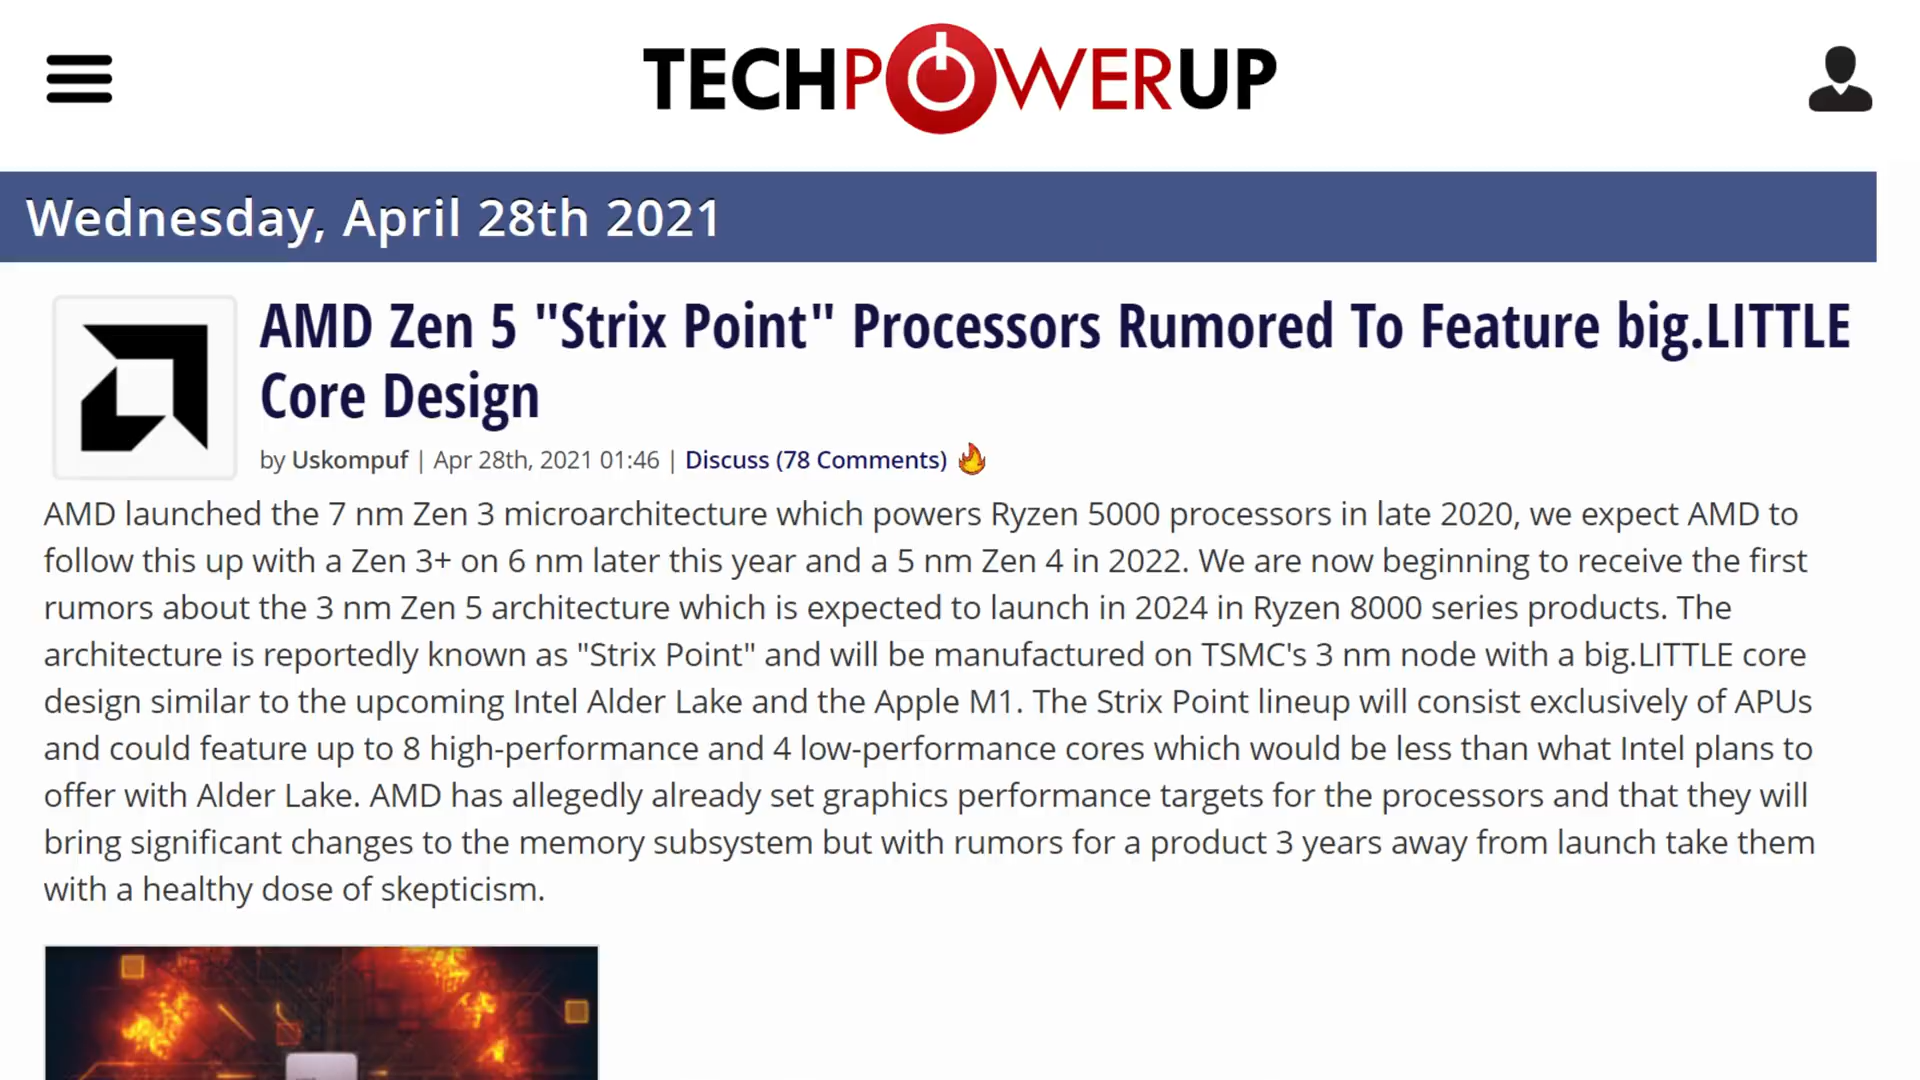 TECHPOWERUP
Wednesday, April 28th 2021
AMD Zen 5 "Strix Point" Processors Rumored To Feature big.LITTLE
Core Design
by Uskompuf | Apr 28th, 2021 01:46 | Discuss (78 Comments)
AMD launched the 7 nm Zen 3 microarchitecture which powers Ryzen 5000 processors in late 2020, we expect AMD to
follow this up with a Zen 3+ on 6 nm later this year and a 5 nm Zen 4 in 2022. We are now beginning to receive the first
rumors about the 3 nm Zen 5 architecture which is expected to launch in 2024 in Ryzen 8000 series products. The
architecture is reportedly known as "Strix Point" and will be manufactured on TSMC's 3 nm node with a big.LITTLE core
design similar to the upcoming Intel Alder Lake and the Apple M1. The Strix Point lineup will consist exclusively of APUs
and could feature up to 8 high-performance and 4 low-performance cores which would be less than what Intel plans to
offer with Alder Lake. AMD has allegedly already set graphics performance targets for the processors and that they will
bring significant changes to the memory subsystem but with rumors for a product 3 years away from launch take them
with a healthy dose of skepticism.